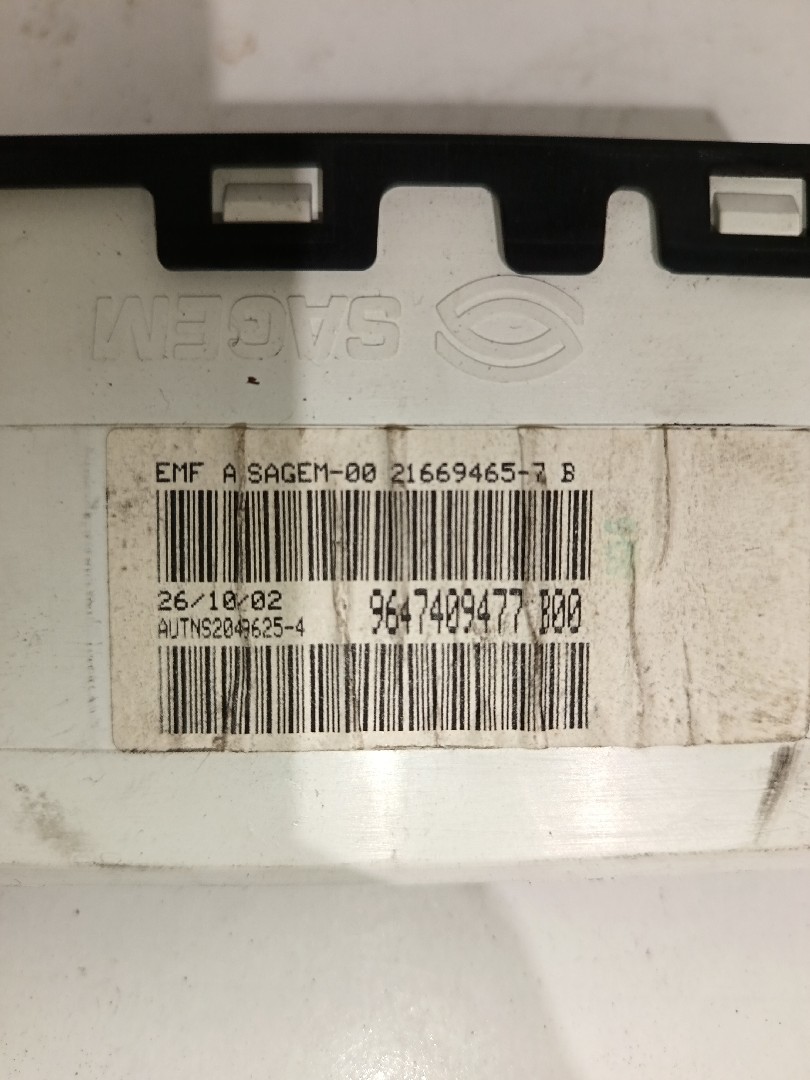 SAGEM
EMF A SAGEM-00 21669465-7 B
26/10/02
9647409477 B00
AUTNS2049625-4